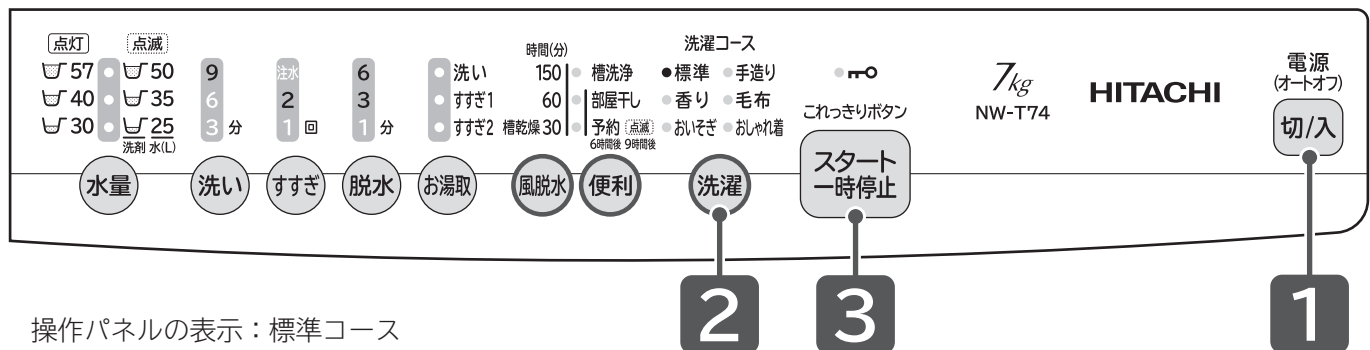 点灯 点滅
57 50
40 35
30 25
洗剤 水(L)
水量
9
6
3 分
洗い
注水
2
1 回
すすぎ
6
3
1 分
脱水
洗い
すすぎ1
すすぎ2
お湯取
時間(分)
150
60
槽乾燥 30
風脱水
槽洗浄
部屋干し
予約 点滅
6時間後 9時間後
便利
洗濯コース
標準 手造り
香り 毛布
おいそぎ おしゃれ着
洗濯
これっきりボタン
スタート
一時停止
7kg
NW-T74
HITACHI
電源
(オートオフ)
切/入
2 3 1
操作パネルの表示：標準コース